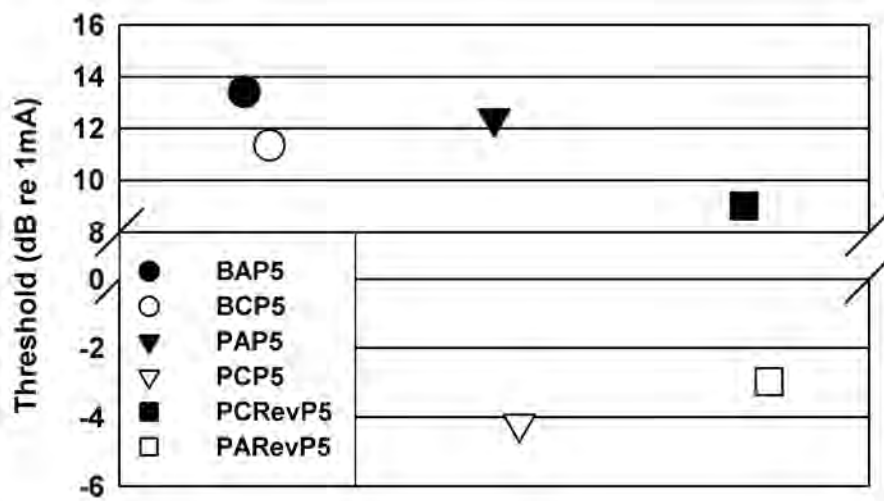 16
14
12
10
8
0
-2
-4
-6
Threshold (dB re 1mA)
BAP5
BCP5
PAP5
PCP5
PCRevP5
PARevP5